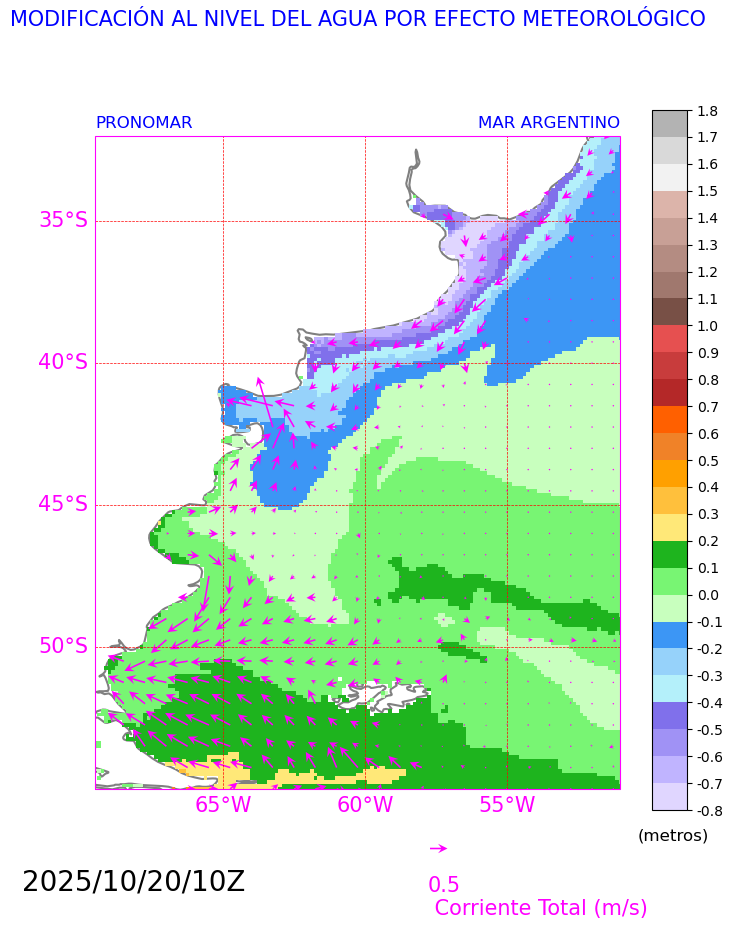 MODIFICACIÓN AL NIVEL DEL AGUA POR EFECTO METEOROLÓGICO
PRONOMAR
MAR ARGENTINO
35°S
40°S
45°S
50°S
65°W
60°W
55°W
1.8
1.7
1.6
1.5
1.4
1.3
1.2
1.1
1.0
0.9
0.8
0.7
0.6
0.5
0.4
0.3
0.2
0.1
0.0
-0.1
-0.2
-0.3
-0.4
-0.5
-0.6
-0.7
-0.8
(metros)
2025/10/20/10Z
0.5
Corriente Total (m/s)